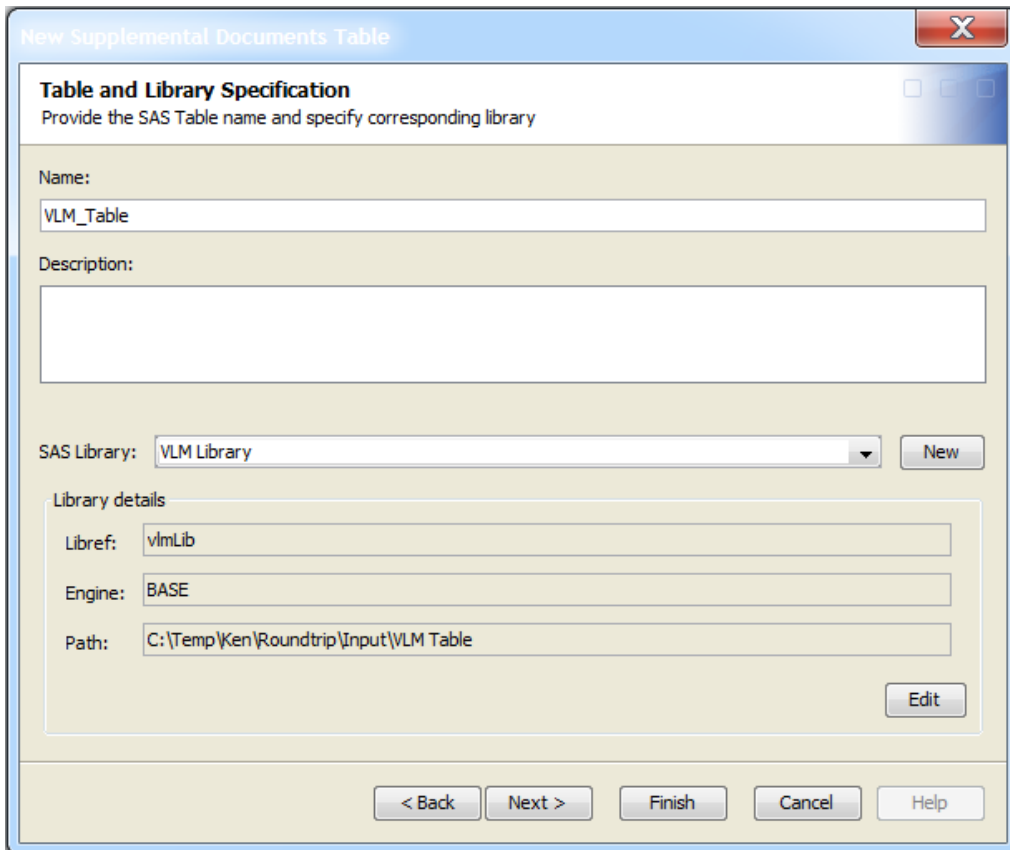 New Supplemental Documents Table
Table and Library Specification
Provide the SAS Table name and specify corresponding library
Name:
VLM_Table
Description:
SAS Library: VLM Library New
Library details
Libref: vlmLib
Engine: BASE
Path: C:\Temp\Ken\Roundtrip\Input\VLM Table
Edit
< Back Next > Finish Cancel Help